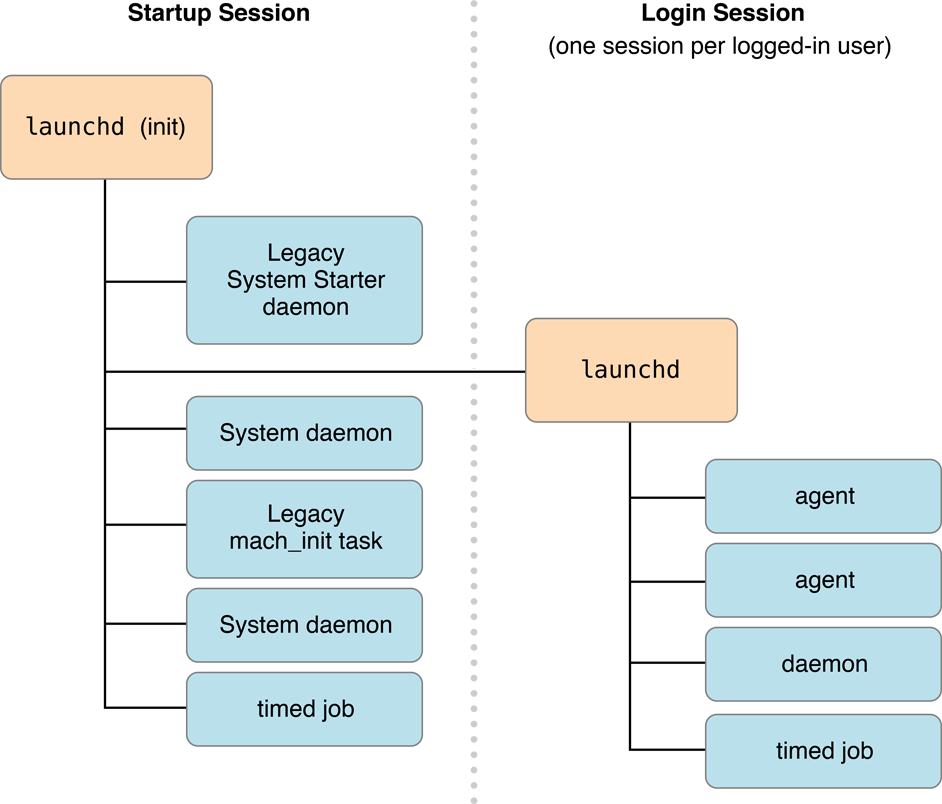 Startup Session
launchd (init)
Legacy
System Starter
daemon
System daemon
Legacy
mach_init task
System daemon
timed job
Login Session
(one session per logged-in user)
launchd
agent
agent
daemon
timed job